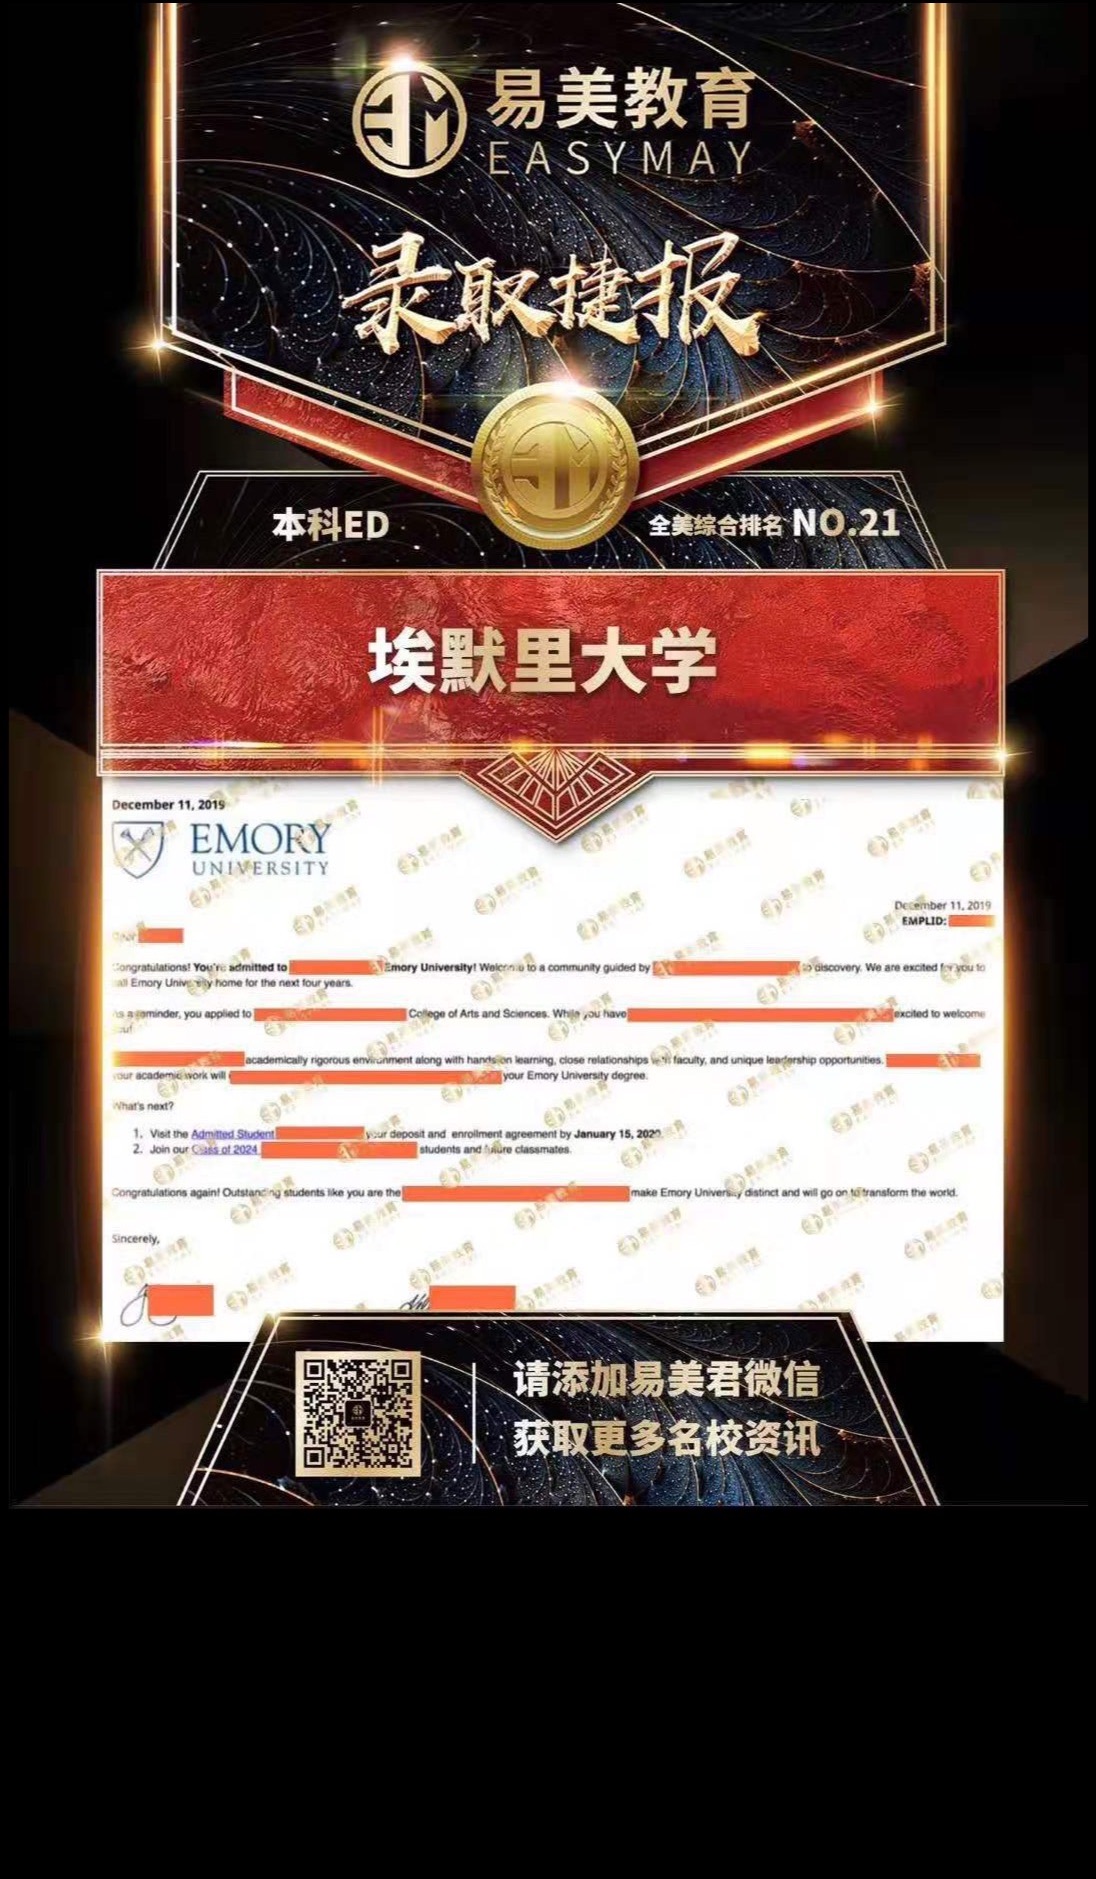 易美教育
EASYMAY
录取捷报
本科ED
全美综合排名 NO.21
埃默里大学
December 11, 2019
EMORY
UNIVERSITY
December 11, 2019
EMPLID:
Dear
Congratulations! You're admitted to Emory University! Welcome to a community guided by to discovery. We are excited for you to
call Emory University home for the next four years.
As a reminder, you applied to College of Arts and Sciences. While you have excited to welcome
you!
academically rigorous environment along with hands-on learning, close relationships with faculty, and unique leadership opportunities.
your academic work will your Emory University degree.
What's next?
1. Visit the Admitted Student your deposit and enrollment agreement by January 15, 2020.
2. Join our Class of 2024 students and future classmates.
Congratulations again! Outstanding students like you are the make Emory University distinct and will go on to transform the world.
Sincerely,
请添加易美君微信
获取更多名校资讯